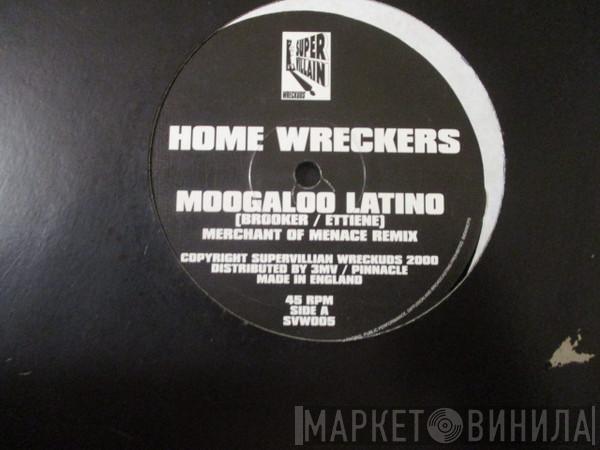 SUPER
VILLAIN
WRECKUDS
HOME WRECKERS
MOOGALOO LATINO
[BROOKER / ETTIENE]
MERCHANT OF MENACE REMIX
COPYRIGHT SUPERVILLIAN WRECKUDS 2000
DISTRIBUTED BY 3MV / PINNACLE
MADE IN ENGLAND
45 RPM
SIDE A
SVW005
МАРКЕТ ВИНИЛА